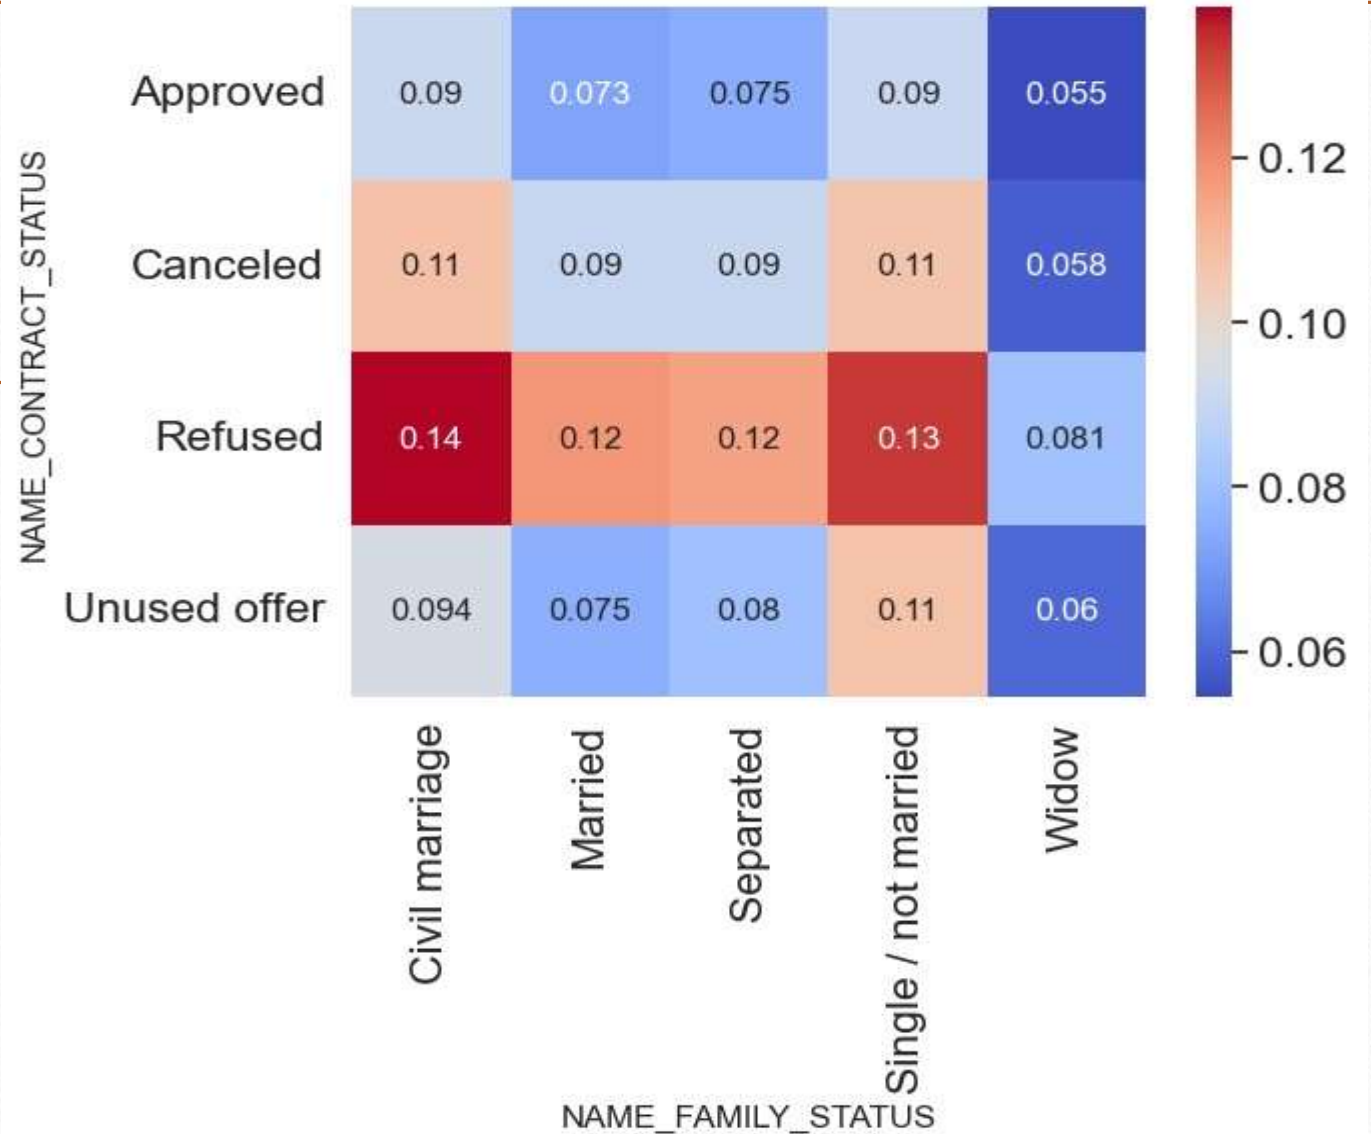 NAME_CONTRACT_STATUS
Approved
0.09 0.073 0.075 0.09 0.055
Canceled
0.11 0.09 0.09 0.11 0.058
Refused
0.14 0.12 0.12 0.13 0.081
Unused offer
0.094 0.075 0.08 0.11 0.06
Civil marriage
Married
Separated
Single / not married
Widow
NAME_FAMILY_STATUS
0.12
0.10
0.08
0.06